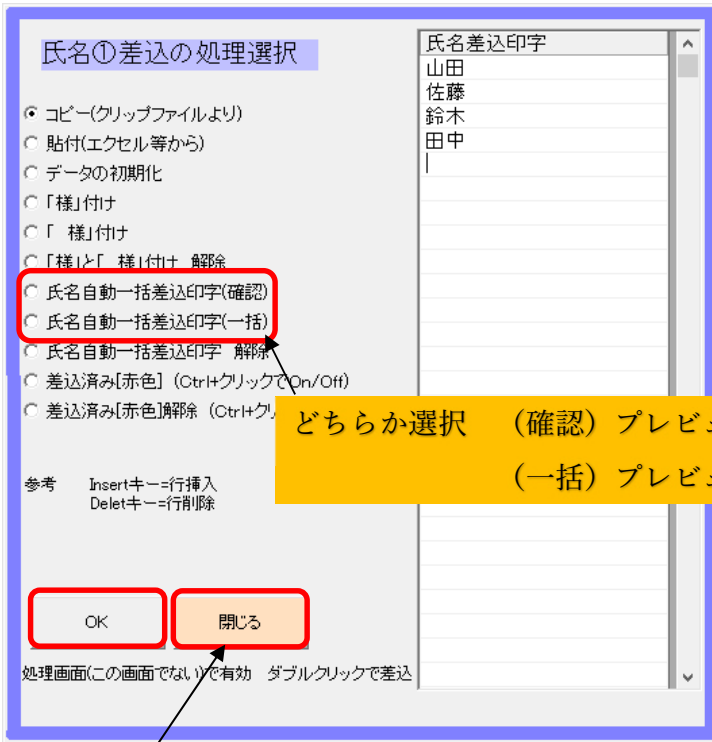 氏名①差込の処理選択
コピー(クリップファイルより)
貼付(エクセル等から)
データの初期化
「様」付け
「　様」付け
「様」と「　様」付け　解除
氏名自動一括差込印字(確認)
氏名自動一括差込印字(一括)
氏名自動一括差込印字　解除
差込済み[赤色]（Ctrl+クリックでOn/Off)
差込済み[赤色]解除（Ctrl+ク
参考　Insertキー=行挿入
Deletキー=行削除
OK
閉じる
処理画面(この画面でない)で有効　ダブルクリックで差込
氏名差込印字
山田
佐藤
鈴木
田中
どちらか選択　（確認）プレビ
（一括）プレビ